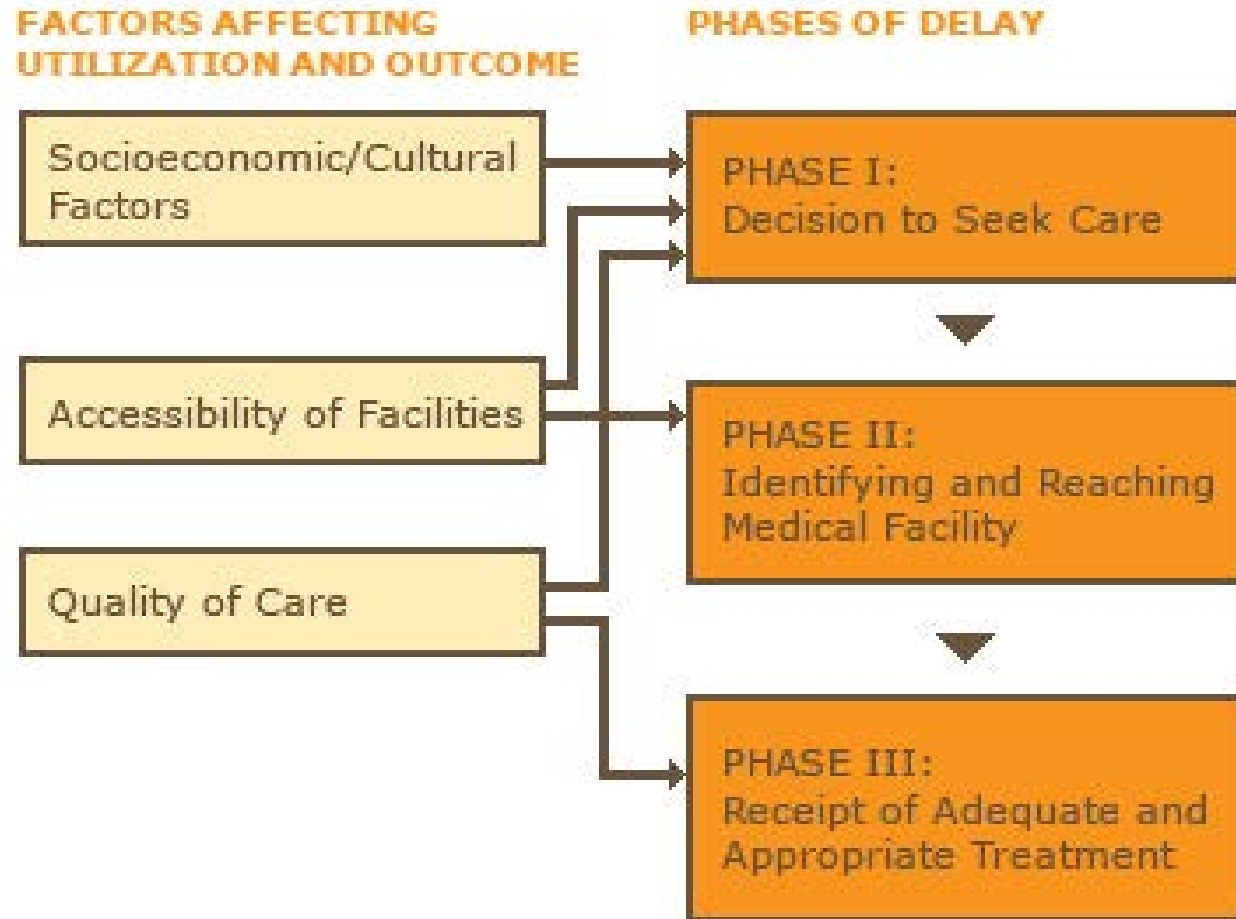 FACTORS AFFECTING
UTILIZATION AND OUTCOME
Socioeconomic/Cultural
Factors
Accessibility of Facilities
Quality of Care
PHASES OF DELAY
PHASE I:
Decision to Seek Care
PHASE II:
Identifying and Reaching
Medical Facility
PHASE III:
Receipt of Adequate and
Appropriate Treatment